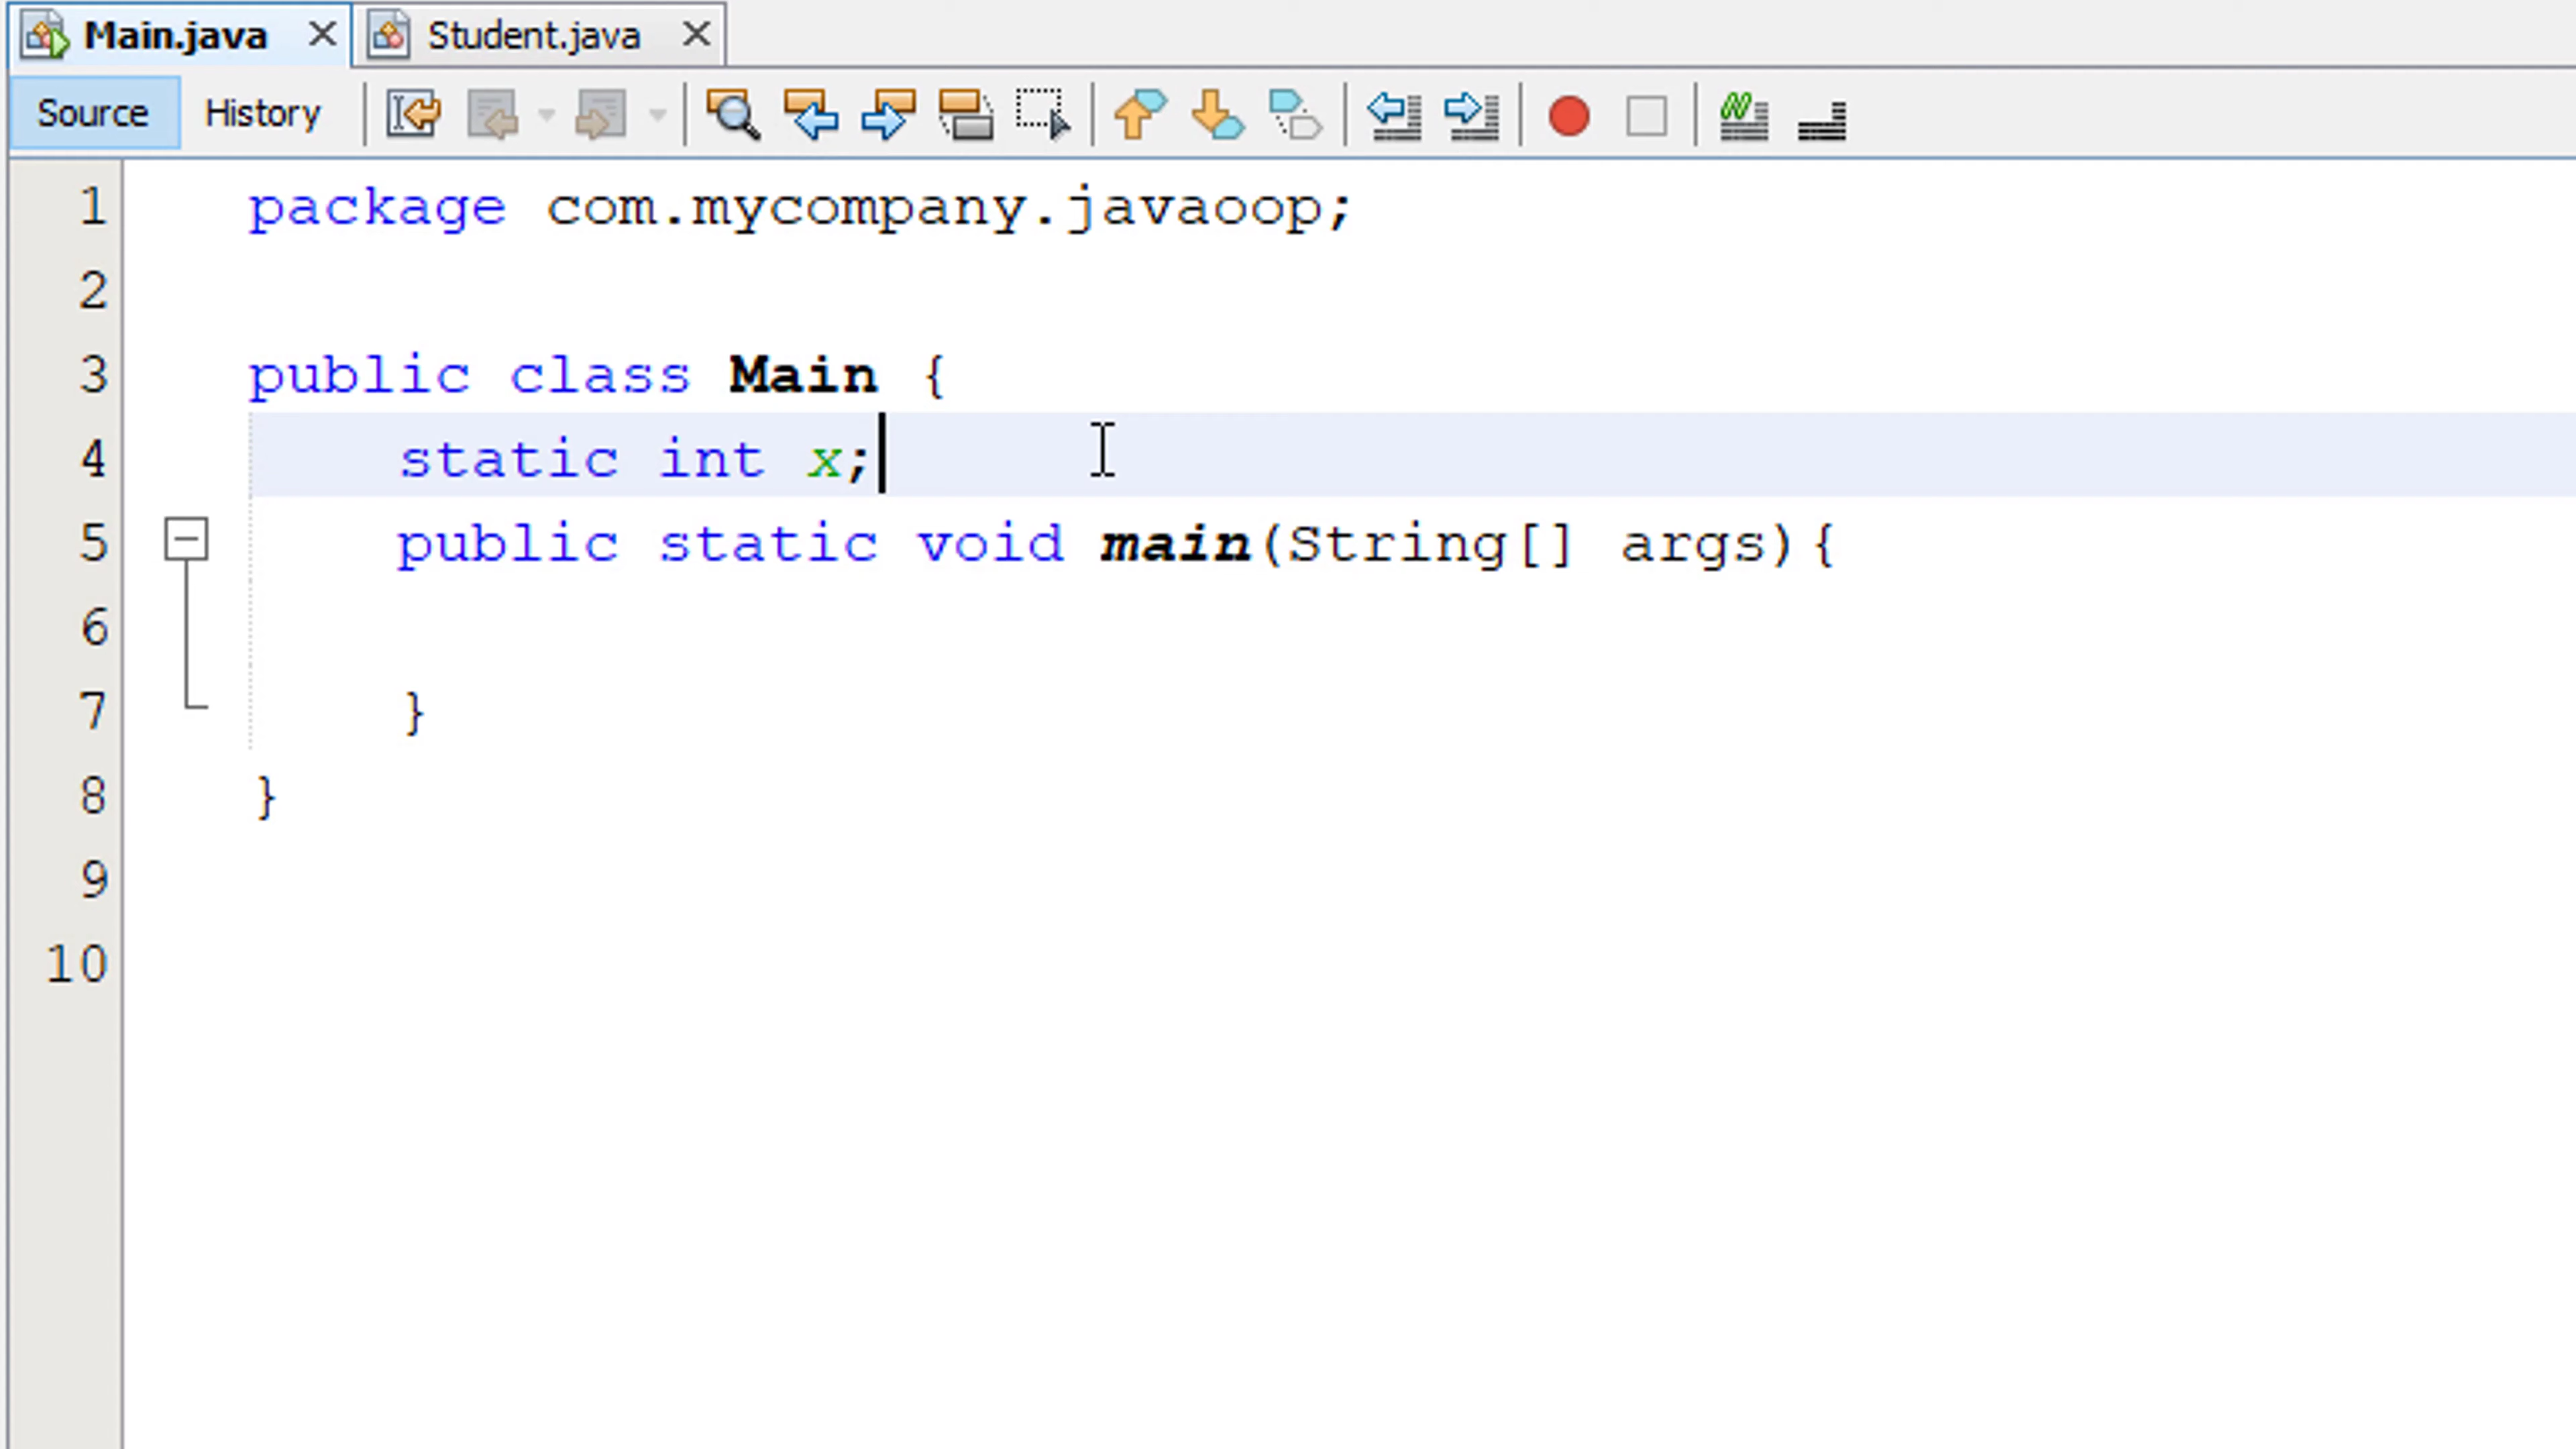 Main.java Student.java
Source History
1 package com.mycompany.javaoop;
2
3 public class Main {
4 static int x;
5 public static void main(String[] args){
6
7 }
8 }
9
10